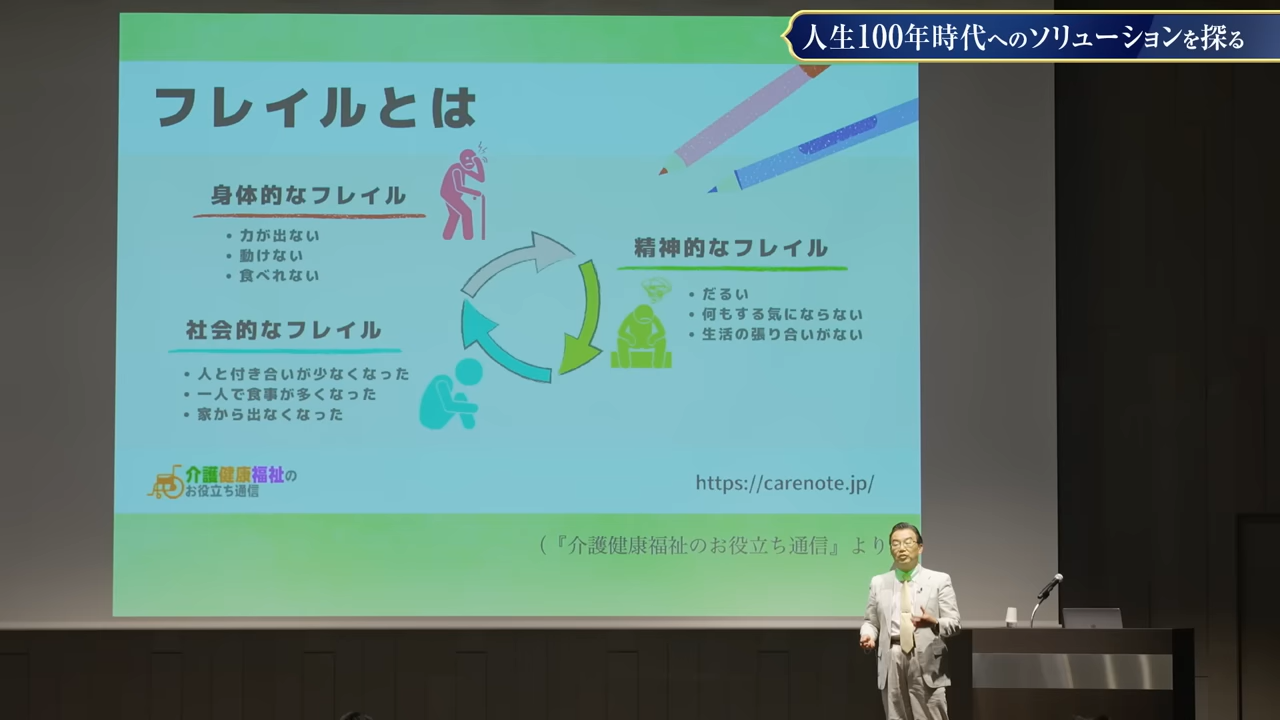 人生100年時代へのソリューションを探る
フレイルとは
身体的なフレイル
• 力が出ない
• 動けない
• 食べれない
精神的なフレイル
• だるい
• 何もする気にならない
• 生活の張り合いがない
社会的なフレイル
• 人と付き合いが少なくなった
• 一人で食事が多くなった
• 家から出なくなった
介護健康福祉の
お役立ち通信
https://carenote.jp/
（『介護健康福祉のお役立ち通信』より